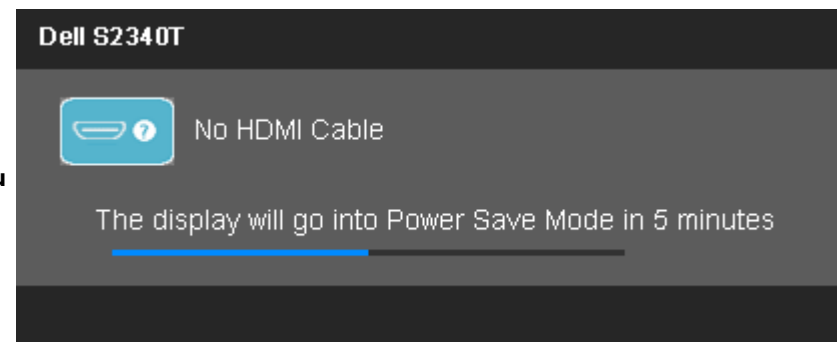 Dell S2340T
? No HDMI Cable
u
The display will go into Power Save Mode in 5 minutes